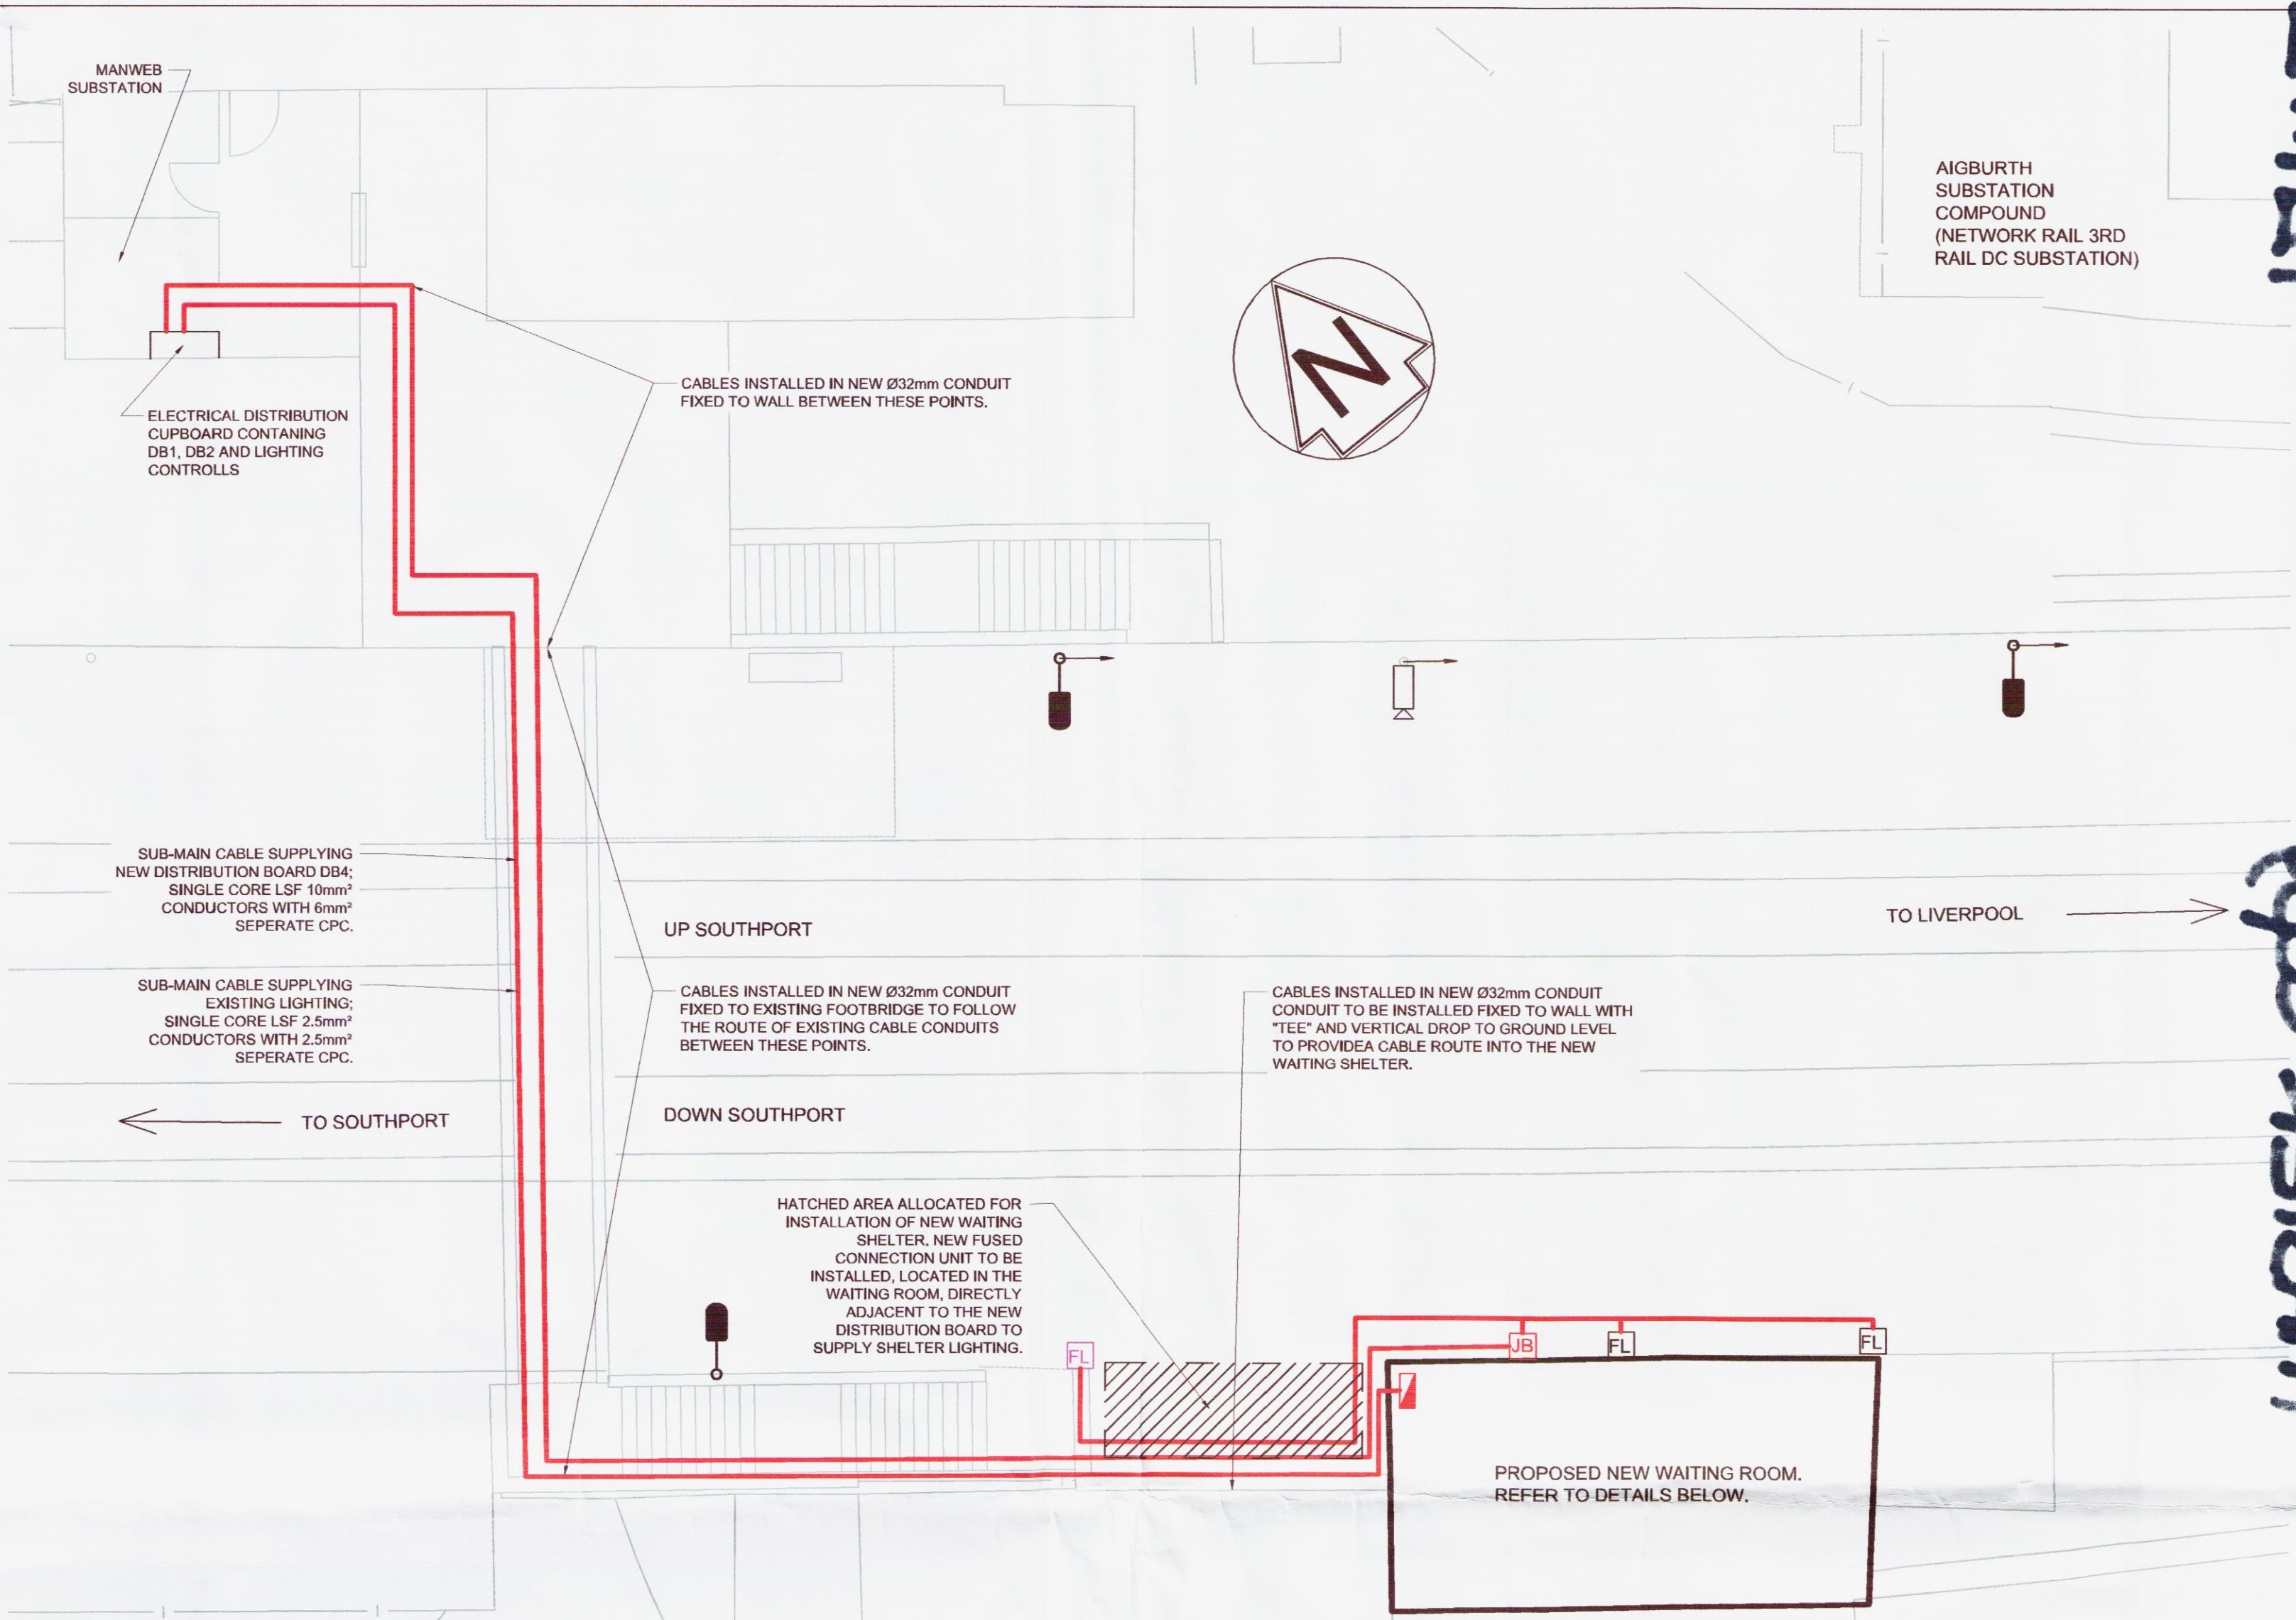 MANWEB
SUBSTATION
AIGBURTH
SUBSTATION
COMPOUND
(NETWORK RAIL 3RD
RAIL DC SUBSTATION)
N
CABLES INSTALLED IN NEW Ø32mm CONDUIT
FIXED TO WALL BETWEEN THESE POINTS.
ELECTRICAL DISTRIBUTION
CUPBOARD CONTANING
DB1, DB2 AND LIGHTING
CONTROLLS
SUB-MAIN CABLE SUPPLYING
NEW DISTRIBUTION BOARD DB4;
SINGLE CORE LSF 10mm²
CONDUCTORS WITH 6mm²
SEPERATE CPC.
UP SOUTHPORT
TO LIVERPOOL
SUB-MAIN CABLE SUPPLYING
EXISTING LIGHTING;
SINGLE CORE LSF 2.5mm²
CONDUCTORS WITH 2.5mm²
SEPERATE CPC.
CABLES INSTALLED IN NEW Ø32mm CONDUIT
FIXED TO EXISTING FOOTBRIDGE TO FOLLOW
THE ROUTE OF EXISTING CABLE CONDUITS
BETWEEN THESE POINTS.
CABLES INSTALLED IN NEW Ø32mm CONDUIT
CONDUIT TO BE INSTALLED FIXED TO WALL WITH
"TEE" AND VERTICAL DROP TO GROUND LEVEL
TO PROVIDEA CABLE ROUTE INTO THE NEW
WAITING SHELTER.
TO SOUTHPORT
DOWN SOUTHPORT
HATCHED AREA ALLOCATED FOR
INSTALLATION OF NEW WAITING
SHELTER. NEW FUSED
CONNECTION UNIT TO BE
INSTALLED, LOCATED IN THE
WAITING ROOM, DIRECTLY
ADJACENT TO THE NEW
DISTRIBUTION BOARD TO
SUPPLY SHELTER LIGHTING.
FL
JB
FL
FL
PROPOSED NEW WAITING ROOM.
REFER TO DETAILS BELOW.